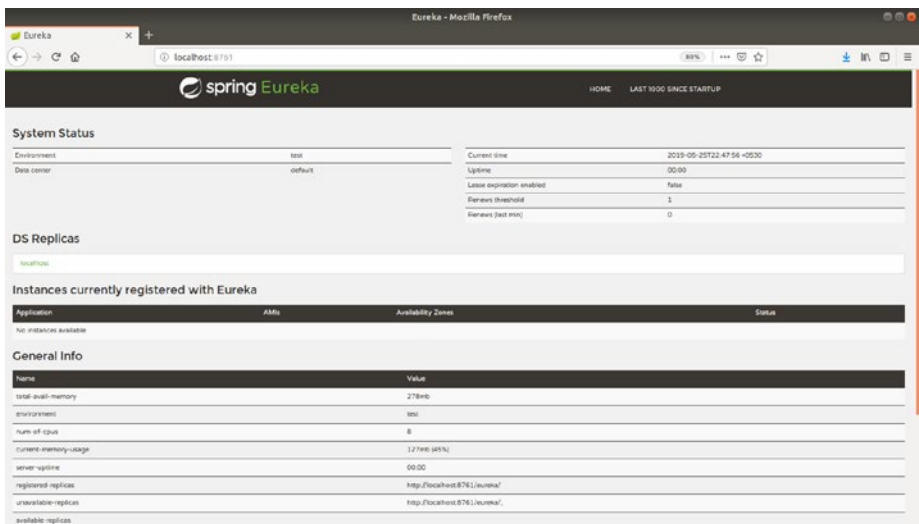 Eureka - Mozilla Firefox
Eureka
localhost:8761
80%
spring Eureka
HOME LAST 1000 SINCE STARTUP
System Status
Environment test
Data center default
Current time 2019-05-25T22:47:56 +0530
Uptime 00:00
Lease expiration enabled false
Renews threshold 1
Renews (last min) 0
DS Replicas
localhost
Instances currently registered with Eureka
Application AMIs Availability Zones Status
No instances available
General Info
Name Value
total-avail-memory 278mb
environment test
num-of-cpus 8
current-memory-usage 127mb (45%)
server-uptime 00:00
registered-replicas http://localhost:8761/eureka/
unavailable-replicas http://localhost:8761/eureka/,
available-replicas